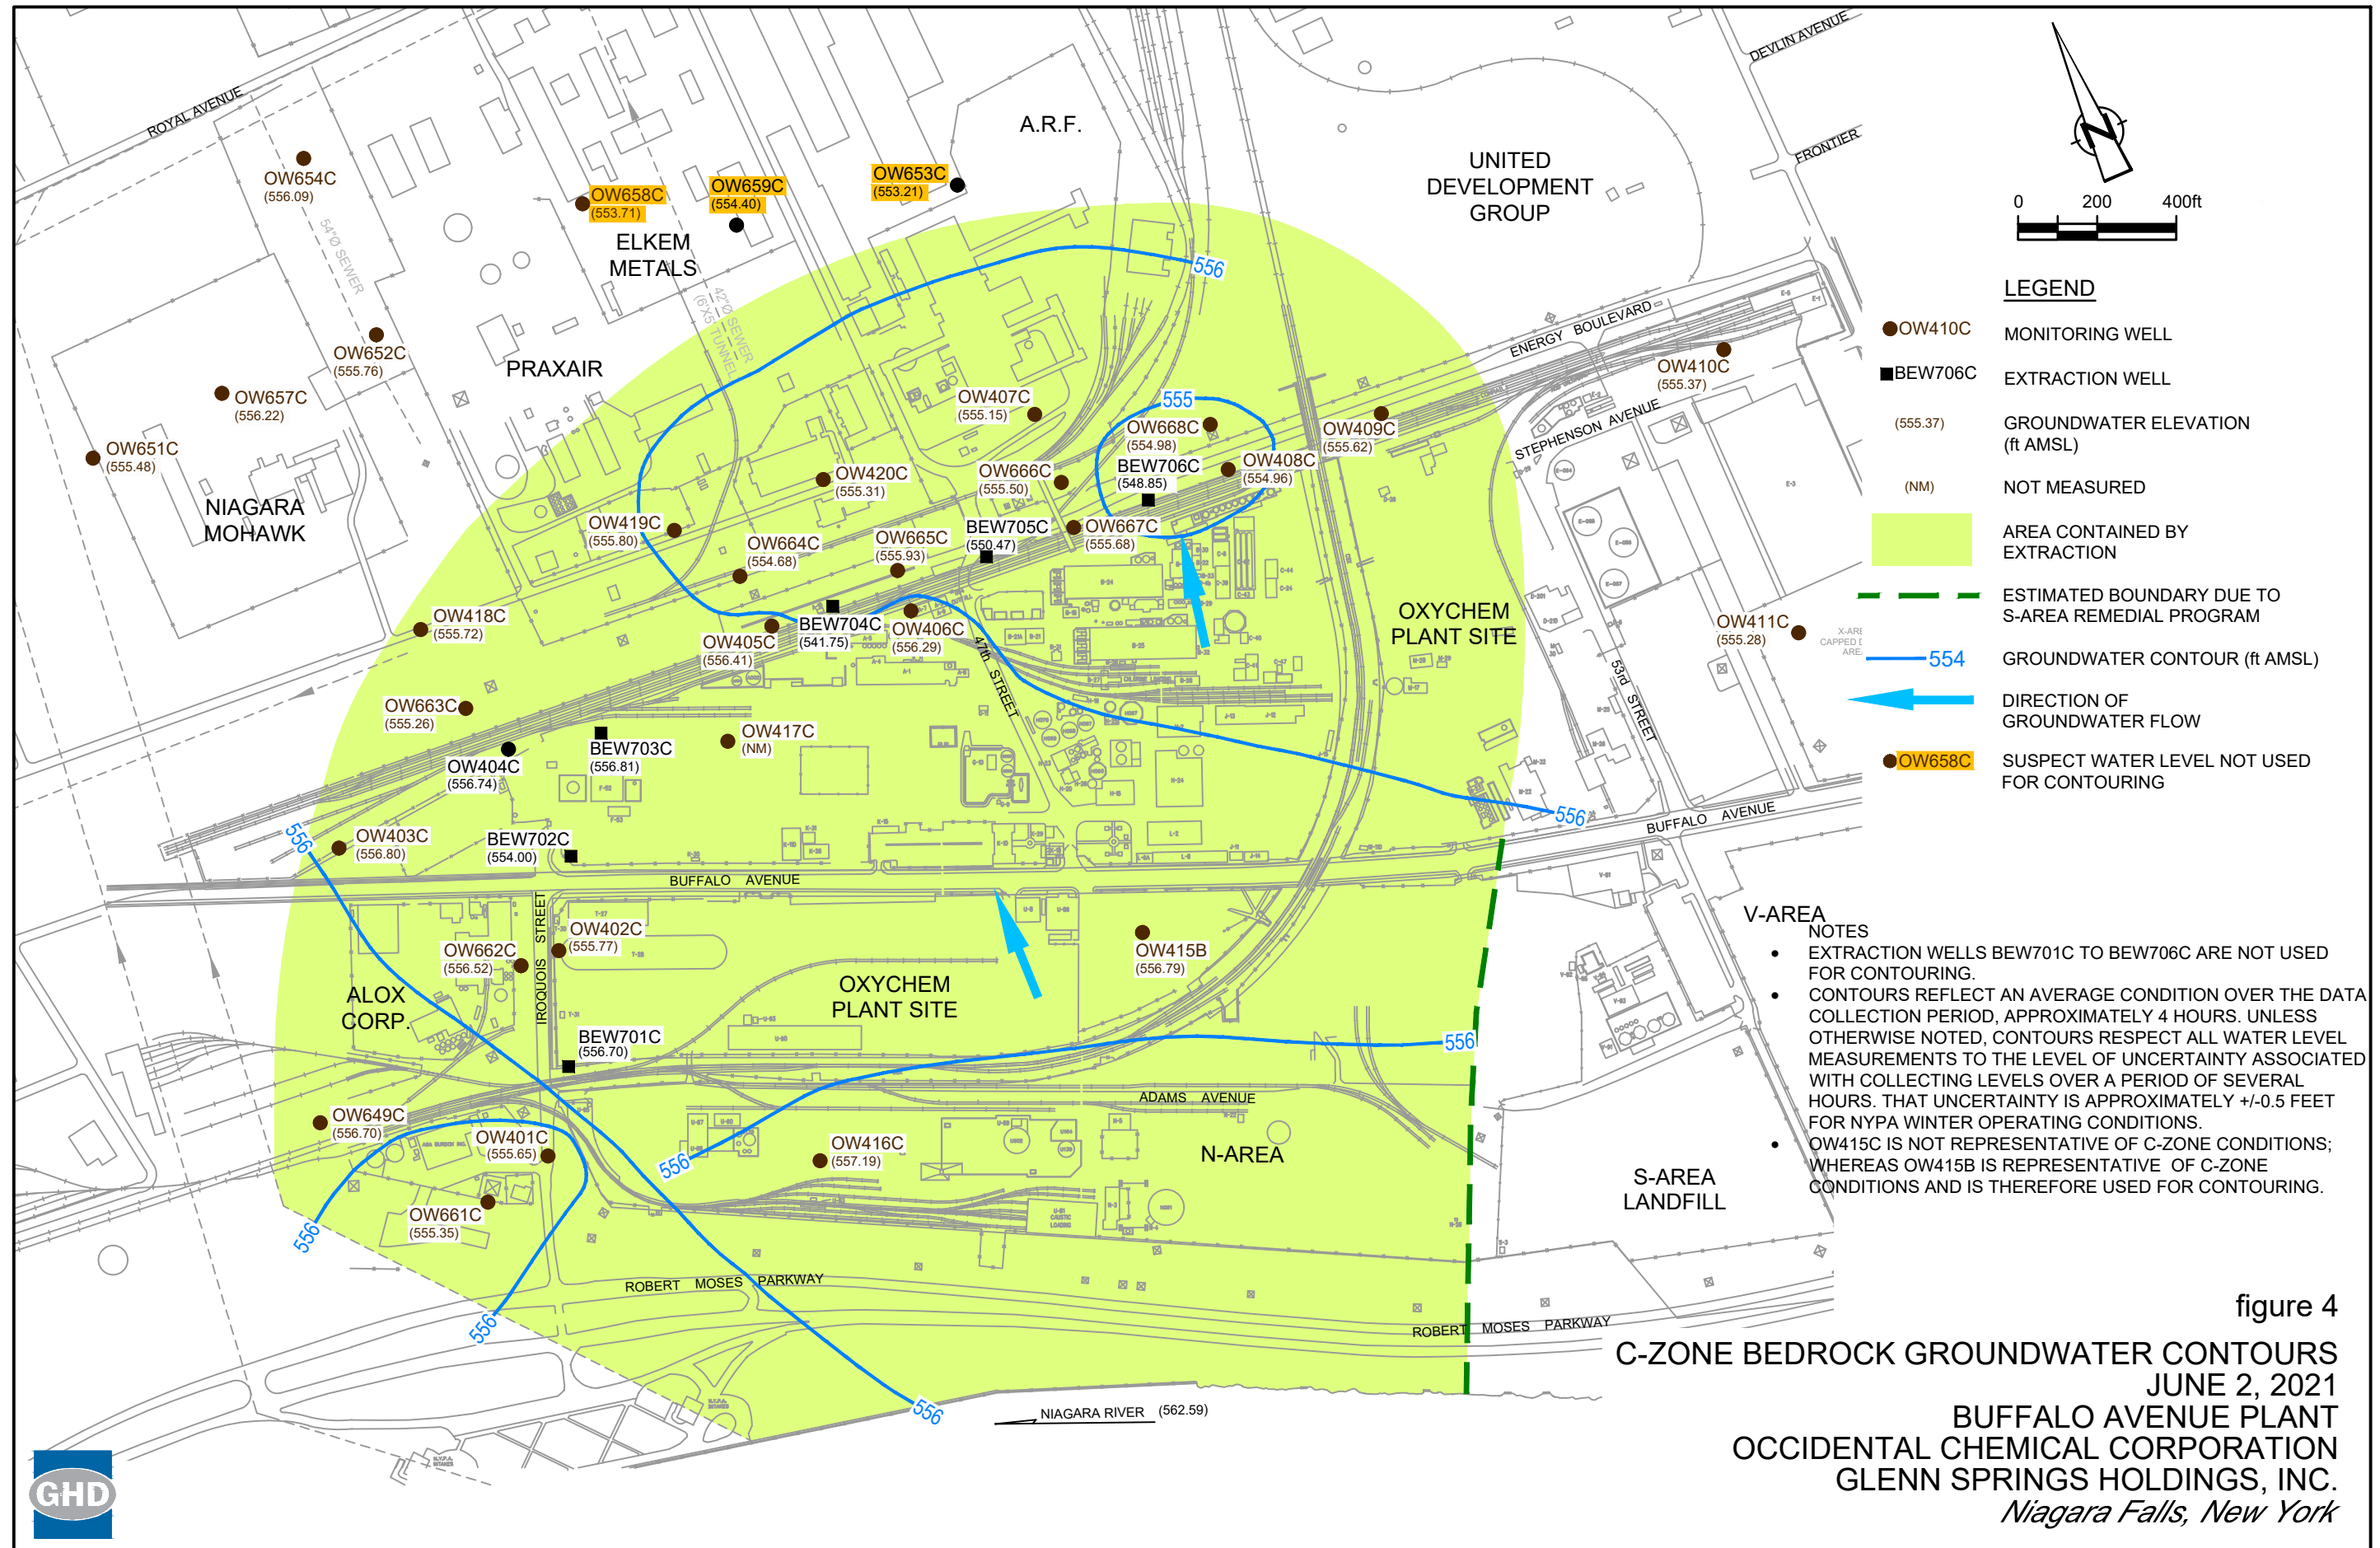 ROYAL AVENUE
DEVLIN AVENUE
FRONTIER
A.R.F.
UNITED
DEVELOPMENT
GROUP
OW654C
(556.09)
OW658C
(553.71)
OW659C
(554.40)
OW653C
(553.21)
54"Ø SEWER
ELKEM
METALS
42"Ø SEWER
(6'X5' TUNNEL)
OW652C
(555.76)
PRAXAIR
OW657C
(556.22)
OW651C
(555.48)
NIAGARA
MOHAWK
556
ENERGY BOULEVARD
OW410C
(555.37)
STEPHENSON AVENUE
OW407C
(555.15)
555
OW668C
(554.98)
OW409C
(555.62)
OW420C
(555.31)
OW666C
(555.50)
BEW706C
(548.85)
OW408C
(554.96)
OW419C
(555.80)
OW664C
(554.68)
OW665C
(555.93)
BEW705C
(550.47)
OW667C
(555.68)
OW418C
(555.72)
OW405C
(556.41)
BEW704C
(541.75)
OW406C
(556.29)
47th STREET
OXYCHEM
PLANT SITE
OW411C
(555.28)
53rd STREET
OW663C
(555.26)
OW404C
(556.74)
BEW703C
(556.81)
OW417C
(NM)
556
BUFFALO AVENUE
556
OW403C
(556.80)
BEW702C
(554.00)
BUFFALO AVENUE
IROQUOIS STREET
OW402C
(555.77)
OW662C
(556.52)
OW415B
(556.79)
ALOX
CORP.
OXYCHEM
PLANT SITE
BEW701C
(556.70)
556
ADAMS AVENUE
OW649C
(556.70)
OW401C
(555.65)
556
OW416C
(557.19)
N-AREA
S-AREA
LANDFILL
U-81
CAUSTIC
LOADING
OW661C
(555.35)
556
556
ROBERT MOSES PARKWAY
ROBERT MOSES PARKWAY
556
NIAGARA RIVER (562.59)
N
0 200 400ft
LEGEND
OW410C MONITORING WELL
BEW706C EXTRACTION WELL
(555.37) GROUNDWATER ELEVATION
(ft AMSL)
(NM) NOT MEASURED
AREA CONTAINED BY
EXTRACTION
ESTIMATED BOUNDARY DUE TO
S-AREA REMEDIAL PROGRAM
554 GROUNDWATER CONTOUR (ft AMSL)
DIRECTION OF
GROUNDWATER FLOW
OW658C SUSPECT WATER LEVEL NOT USED
FOR CONTOURING
V-AREA
NOTES
• EXTRACTION WELLS BEW701C TO BEW706C ARE NOT USED
FOR CONTOURING.
• CONTOURS REFLECT AN AVERAGE CONDITION OVER THE DATA
COLLECTION PERIOD, APPROXIMATELY 4 HOURS. UNLESS
OTHERWISE NOTED, CONTOURS RESPECT ALL WATER LEVEL
MEASUREMENTS TO THE LEVEL OF UNCERTAINTY ASSOCIATED
WITH COLLECTING LEVELS OVER A PERIOD OF SEVERAL
HOURS. THAT UNCERTAINTY IS APPROXIMATELY +/-0.5 FEET
FOR NYPA WINTER OPERATING CONDITIONS.
• OW415C IS NOT REPRESENTATIVE OF C-ZONE CONDITIONS;
WHEREAS OW415B IS REPRESENTATIVE OF C-ZONE
CONDITIONS AND IS THEREFORE USED FOR CONTOURING.
figure 4
C-ZONE BEDROCK GROUNDWATER CONTOURS
JUNE 2, 2021
BUFFALO AVENUE PLANT
OCCIDENTAL CHEMICAL CORPORATION
GLENN SPRINGS HOLDINGS, INC.
Niagara Falls, New York
GHD